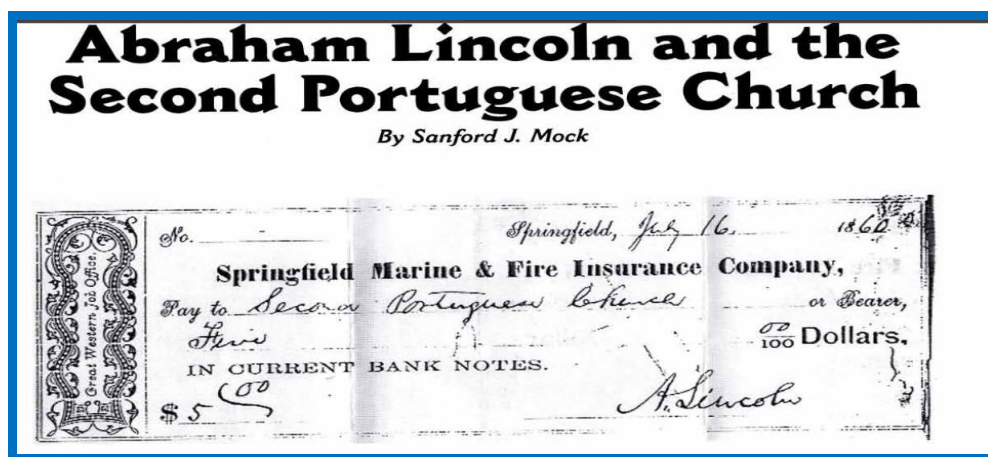 Abraham Lincoln and the
Second Portuguese Church
By Sanford J. Mock
Great Western Job Office.
No. Springfield, July 16, 1860
Springfield Marine & Fire Insurance Company,
Pay to Second Portuguese Church or Bearer,
Five 00/100 Dollars,
IN CURRENT BANK NOTES.
$5 00
A. Lincoln